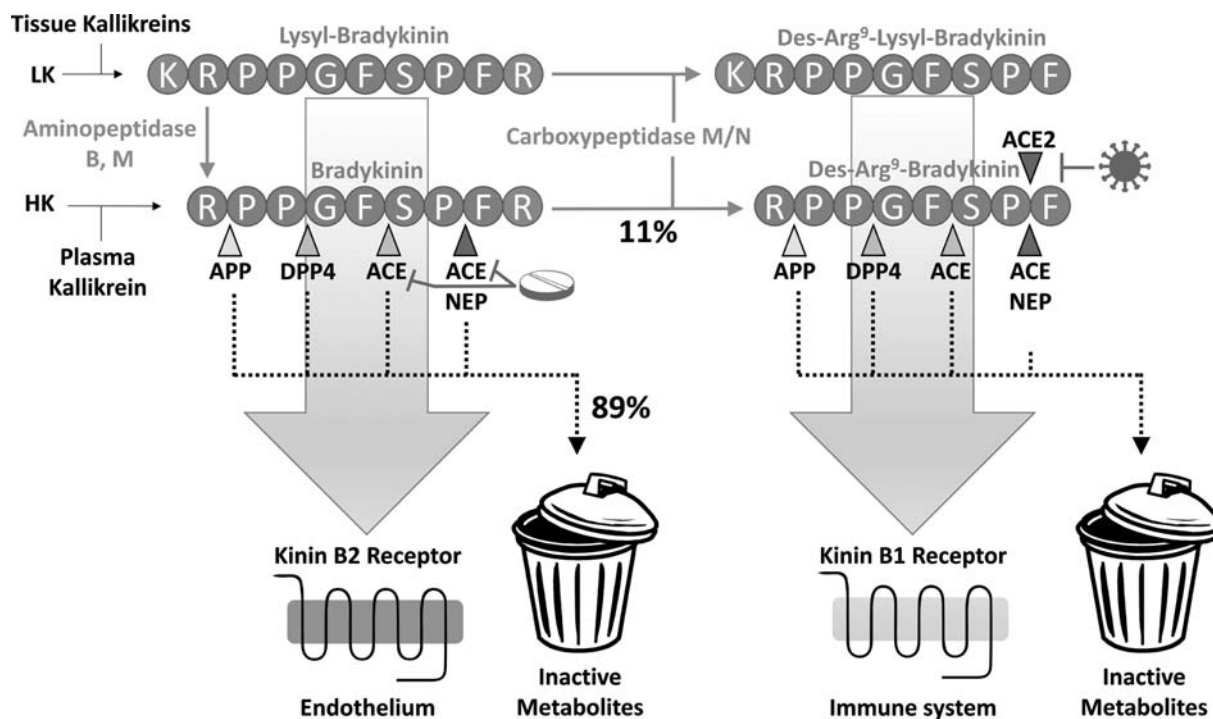 Tissue Kallikreins
Lysyl-Bradykinin
Des-Arg⁹-Lysyl-Bradykinin
LK
K R P P G F S P F R
K R P P G F S P F
Aminopeptidase
B, M
Carboxypeptidase M/N
ACE2
Bradykinin
Des-Arg⁹-Bradykinin
HK
R P P G F S P F R
R P P G F S P F
11%
Plasma
Kallikrein
APP DPP4 ACE ACE
NEP
APP DPP4 ACE ACE
NEP
89%
Kinin B2 Receptor
Kinin B1 Receptor
Endothelium
Inactive
Metabolites
Immune system
Inactive
Metabolites